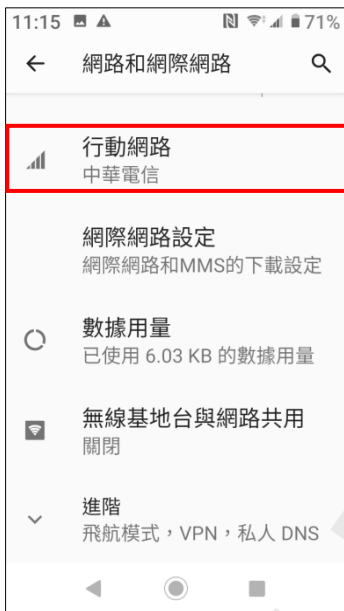 11:15 71%
網路和網際網路
行動網路
中華電信
網際網路設定
網際網路和MMS的下載設定
數據用量
已使用 6.03 KB 的數據用量
無線基地台與網路共用
關閉
進階
飛航模式，VPN，私人 DNS